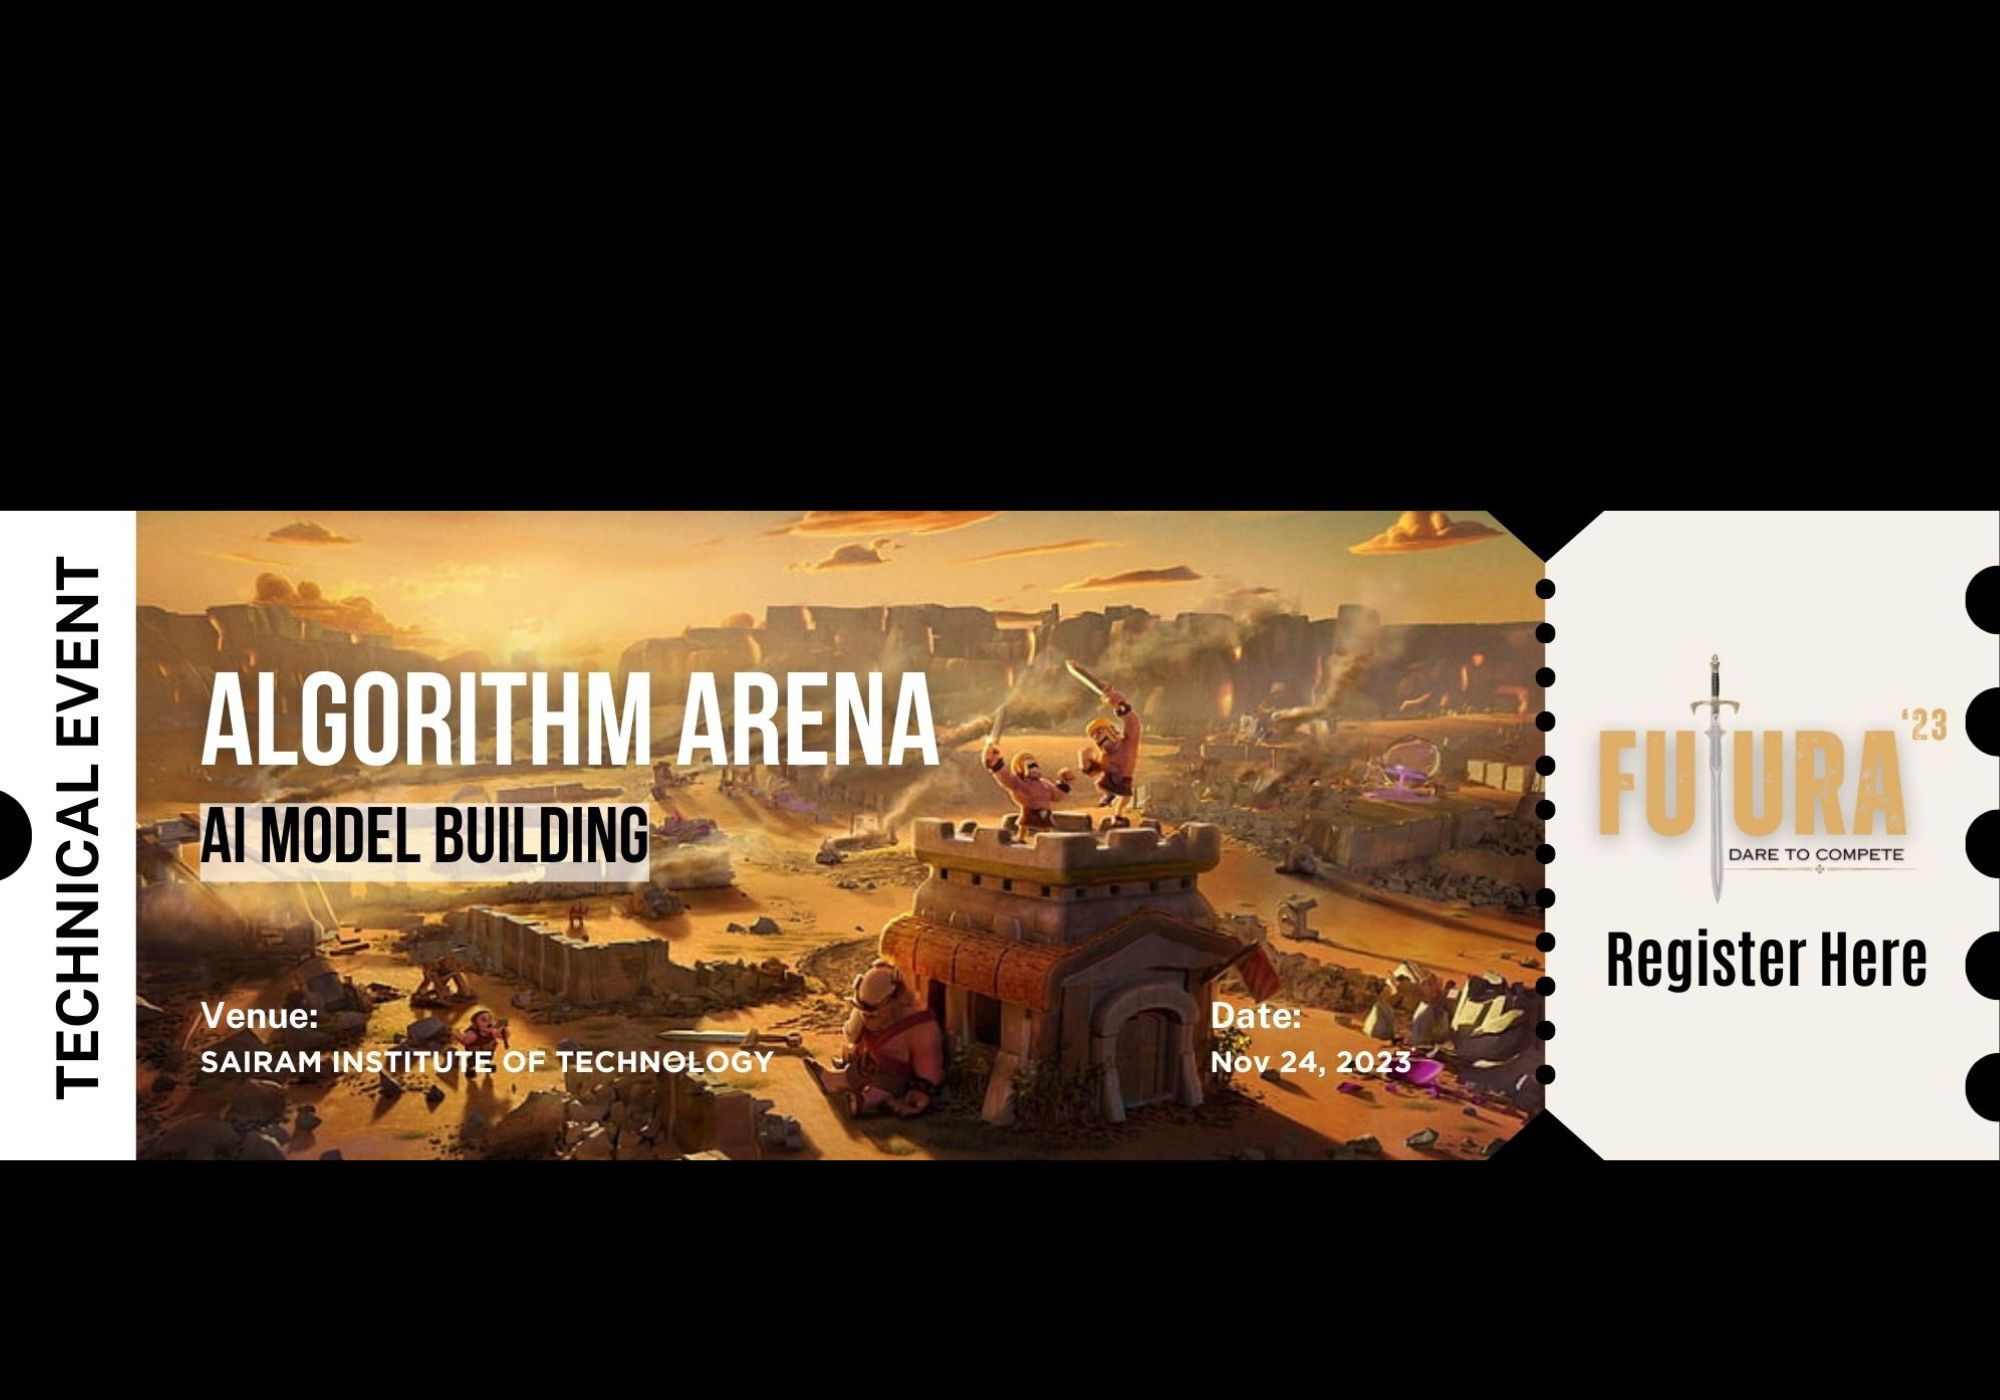 TECHNICAL EVENT
ALGORITHM ARENA
AI MODEL BUILDING
Venue:
SAIRAM INSTITUTE OF TECHNOLOGY
Date:
Nov 24, 2023
FUTURA '23
DARE TO COMPETE
Register Here